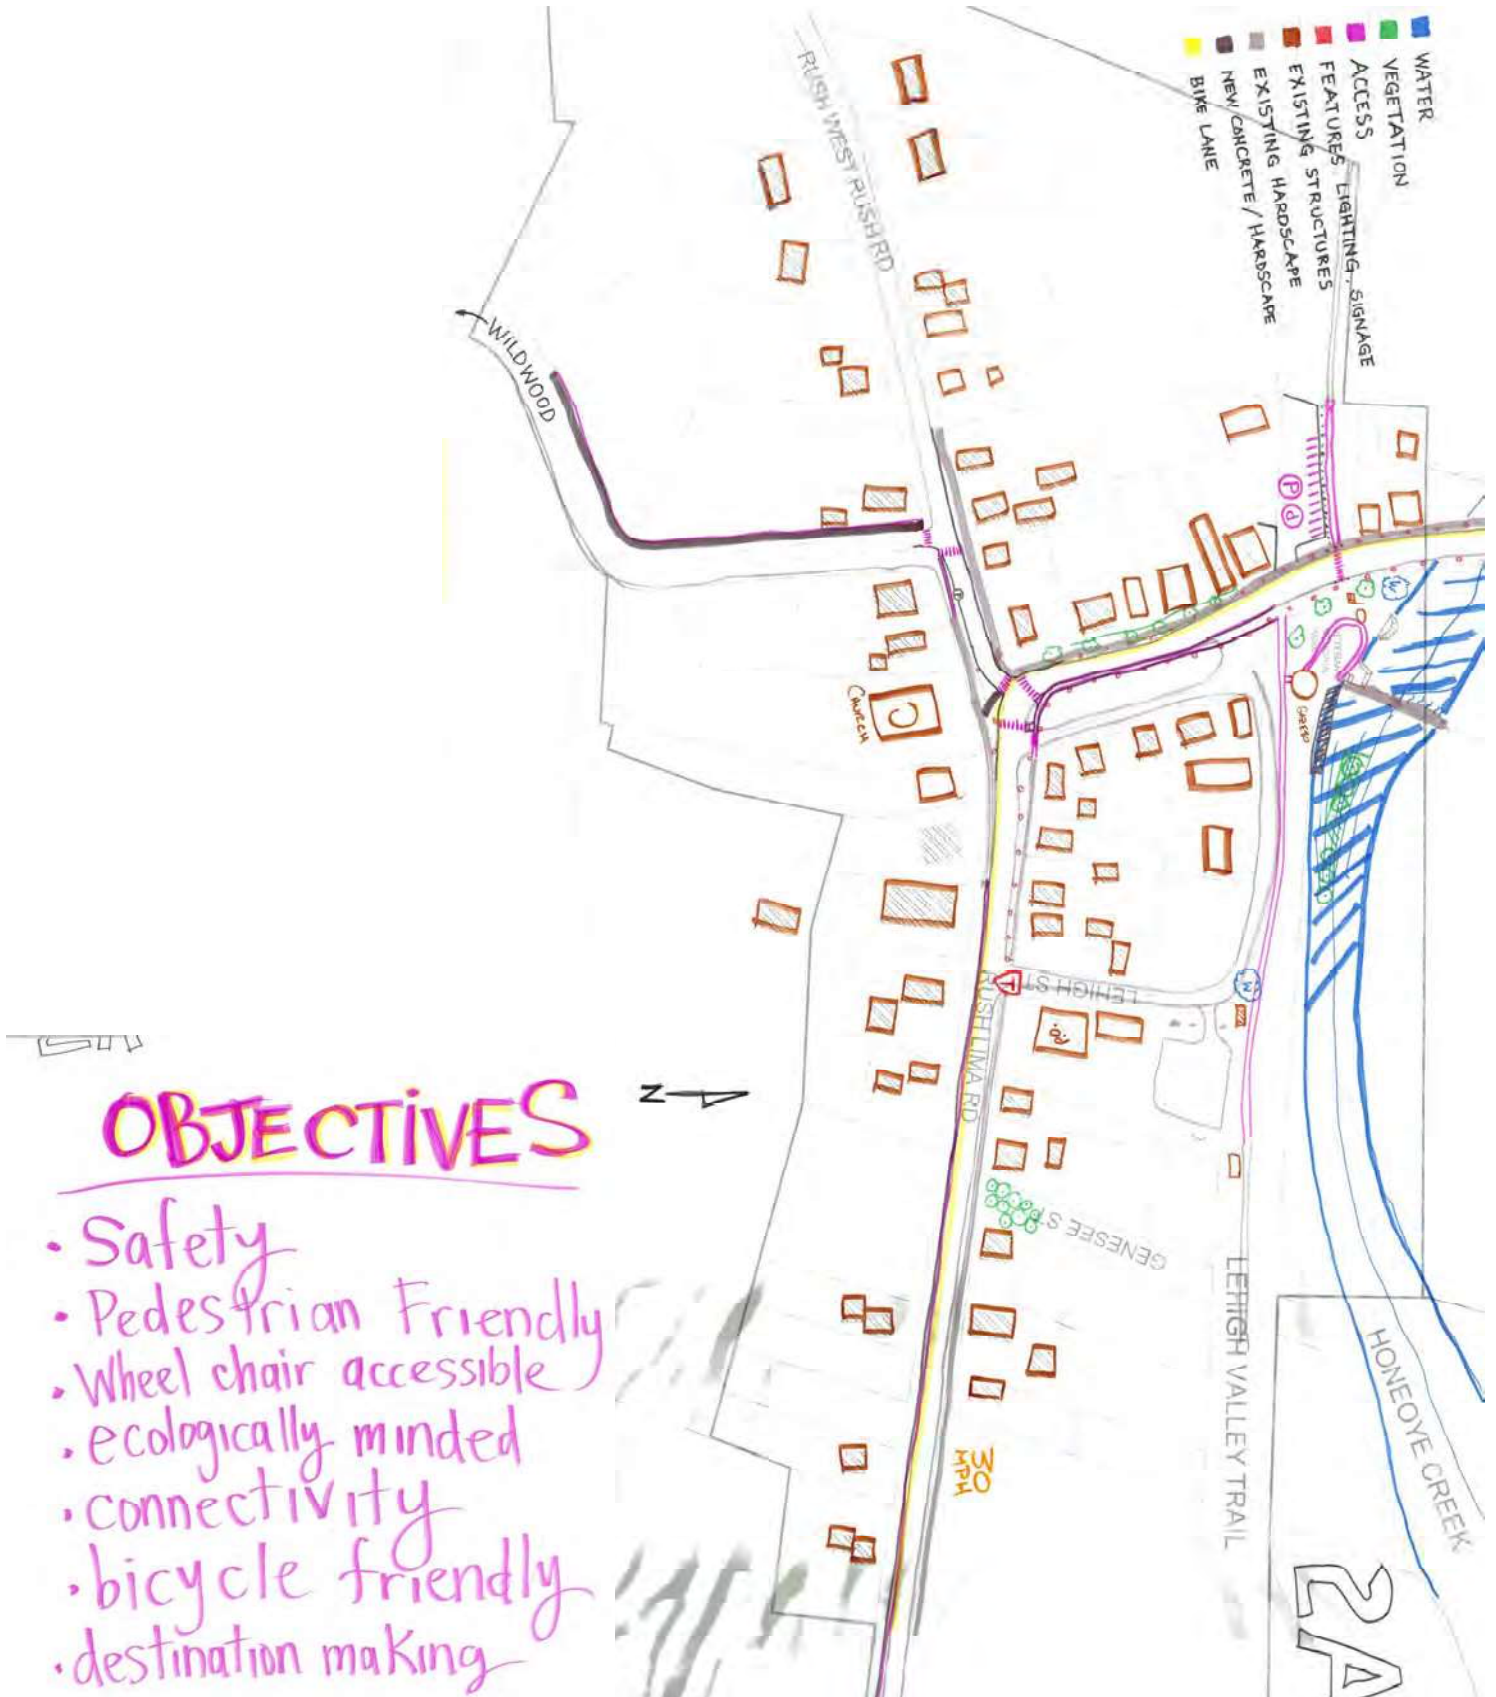 WATER
VEGETATION
ACCESS
FEATURES, LIGHTING, SIGNAGE
EXISTING STRUCTURES
EXISTING HARDSCAPE
NEW CONCRETE/HARDSCAPE
BIKE LANE
RUSH WEST RUSH RD
WILDWOOD
P
P
P
W
GAZEBO
CHURCH
C
T
LEHIGH ST
W
P.O.
RUSH LIMA RD
N
GENESEE ST
LEHIGH VALLEY TRAIL
HONEOYE CREEK
30
MPH
2A
OBJECTIVES
• Safety
• Pedestrian Friendly
• Wheel chair accessible
• ecologically minded
• connectivity
• bicycle friendly
• destination making